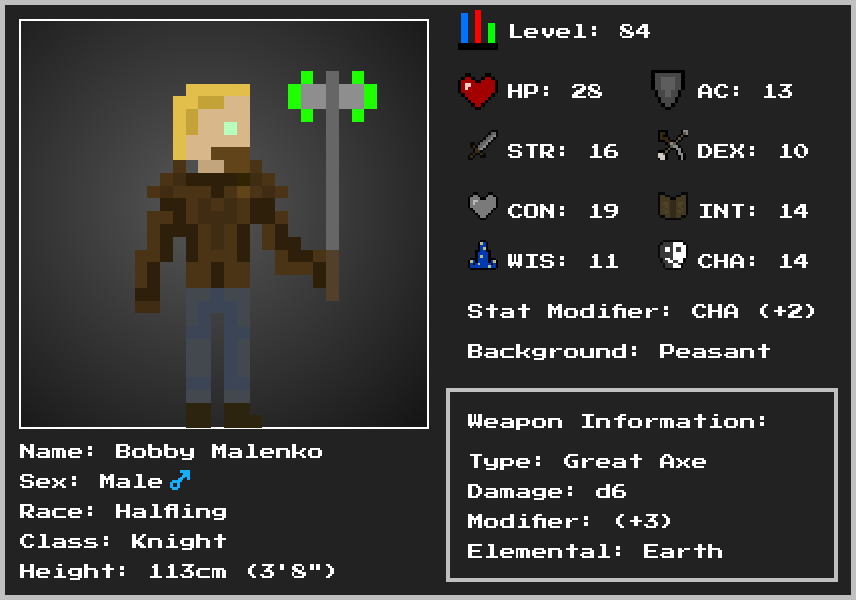 Level: 84
HP: 28
AC: 13
STR: 16
DEX: 10
CON: 19
INT: 14
WIS: 11
CHA: 14
Stat Modifier: CHA (+2)
Background: Peasant
Name: Bobby Malenko
Sex: Male♂
Race: Halfling
Class: Knight
Height: 113cm (3'8")
Weapon Information:
Type: Great Axe
Damage: d6
Modifier: (+3)
Elemental: Earth